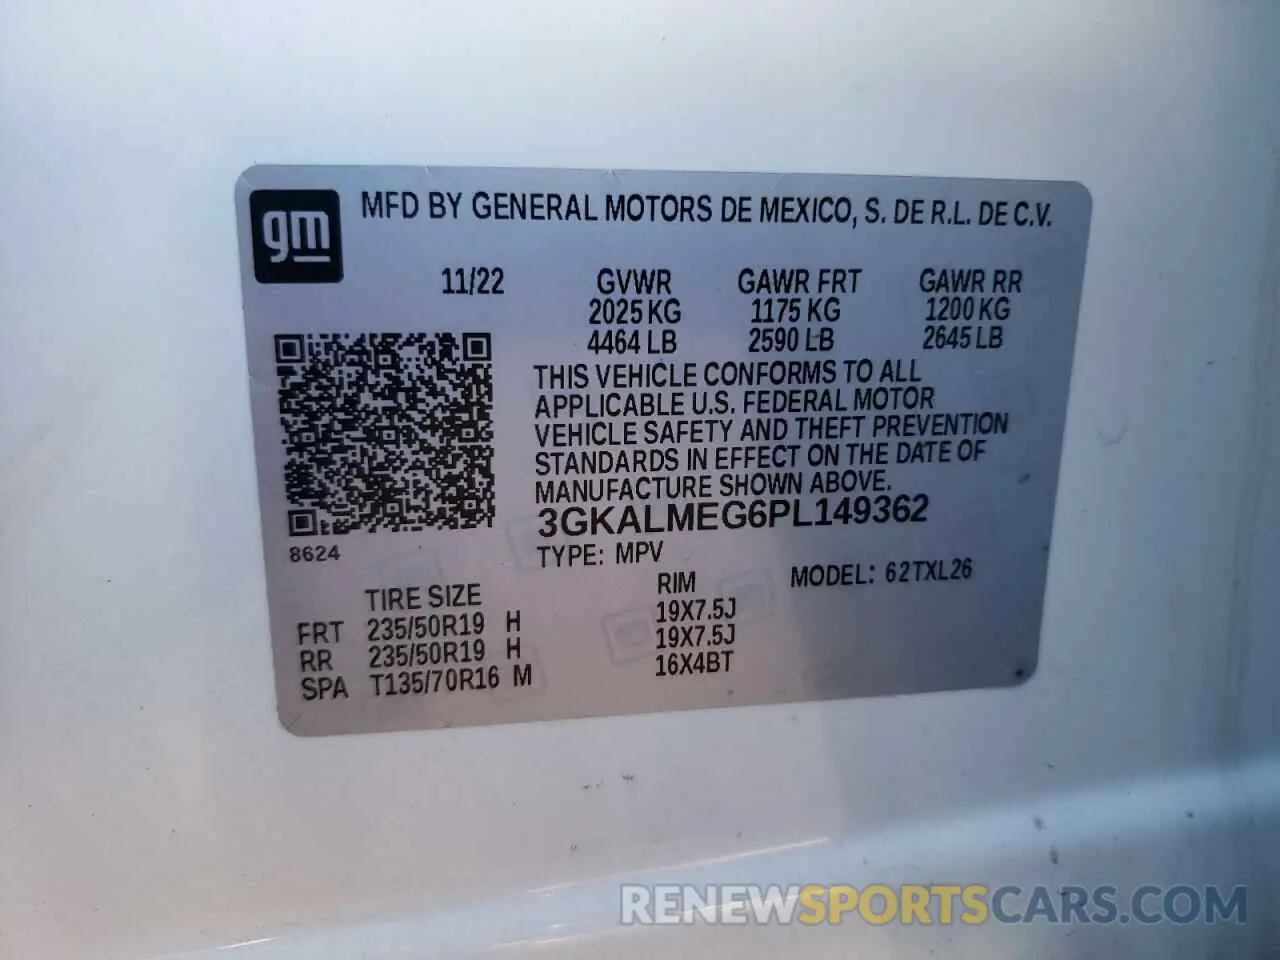 gm
MFD BY GENERAL MOTORS DE MEXICO, S. DE R.L. DE C.V.
11/22 GVWR GAWR FRT GAWR RR
2025 KG 1175 KG 1200 KG
4464 LB 2590 LB 2645 LB
THIS VEHICLE CONFORMS TO ALL
APPLICABLE U.S. FEDERAL MOTOR
VEHICLE SAFETY AND THEFT PREVENTION
STANDARDS IN EFFECT ON THE DATE OF
MANUFACTURE SHOWN ABOVE.
3GKALMEG6PL149362
8624
TYPE: MPV
MODEL: 62TXL26
TIRE SIZE RIM
FRT 235/50R19 H 19X7.5J
RR 235/50R19 H 19X7.5J
SPA T135/70R16 M 16X4BT
RENEWSPORTSCARS.COM